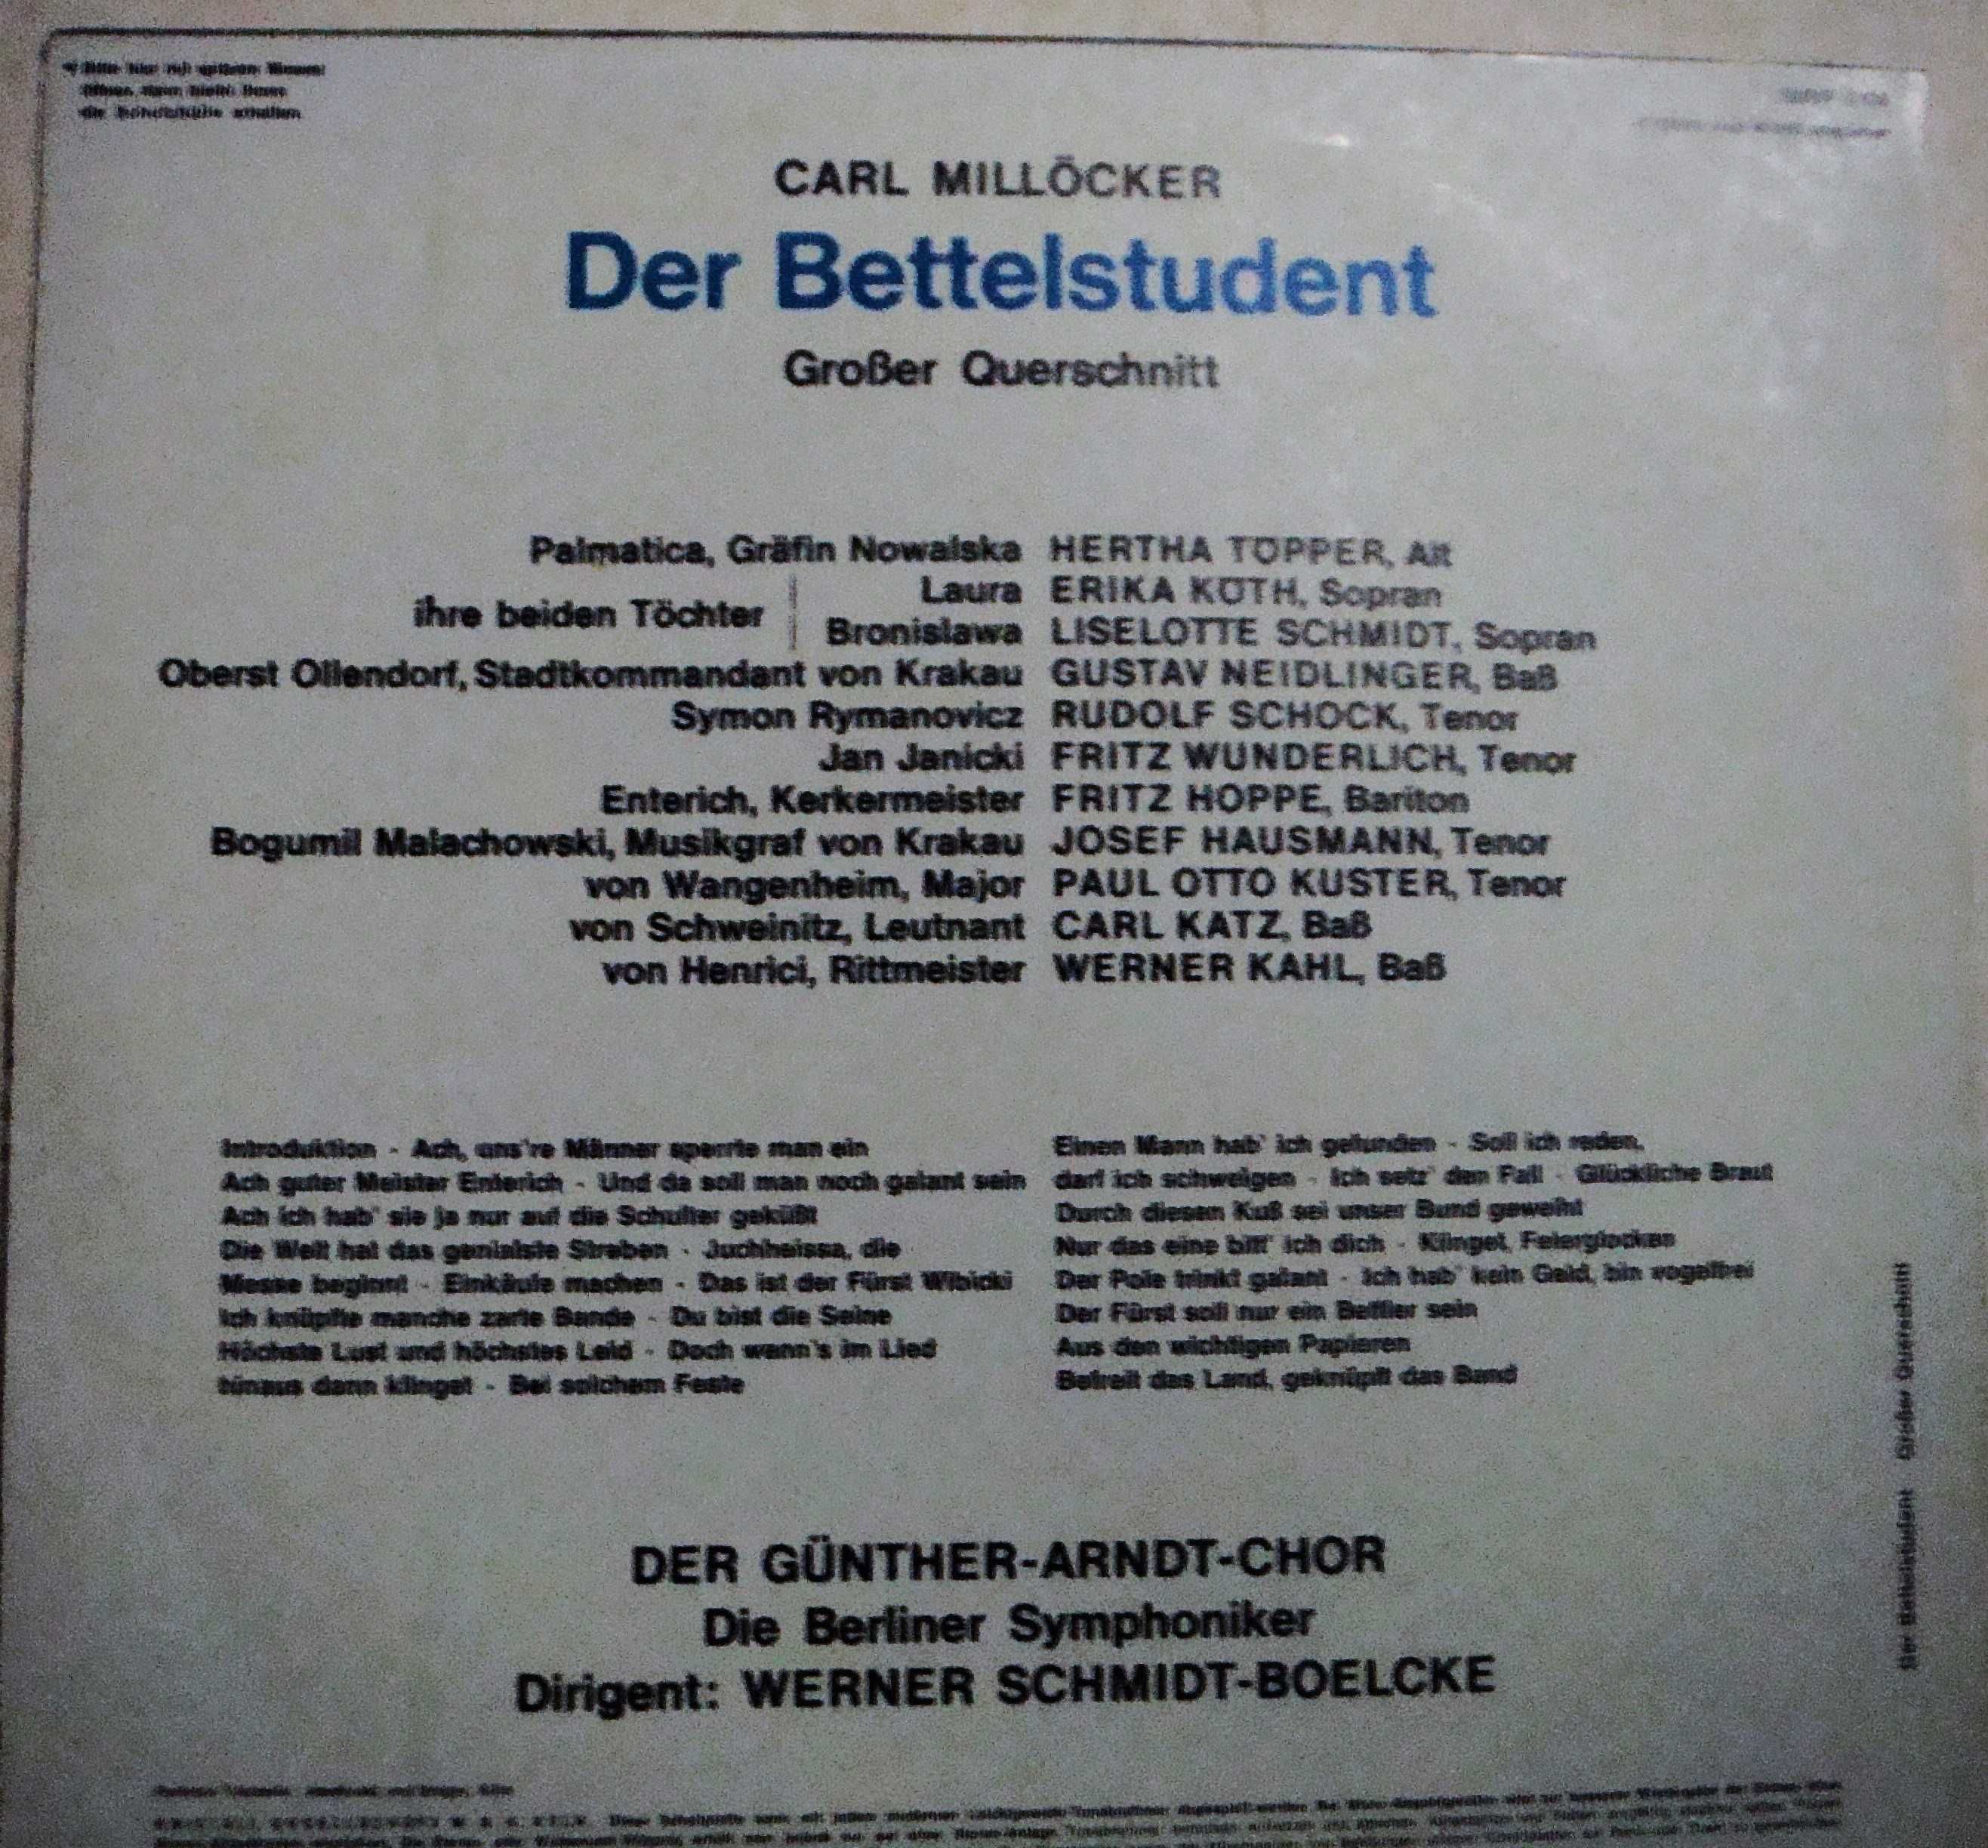 CARL MILLÖCKER
Der Bettelstudent
Großer Querschnitt
Palmatica, Gräfin Nowalska HERTHA TÖPPER, Alt
ihre beiden Töchter
Laura ERIKA KÖTH, Sopran
Bronislawa LISELOTTE SCHMIDT, Sopran
Oberst Ollendorf, Stadtkommandant von Krakau GUSTAV NEIDLINGER, Baß
Symon Rymanovicz RUDOLF SCHOCK, Tenor
Jan Janicki FRITZ WUNDERLICH, Tenor
Enterich, Kerkermeister FRITZ HOPPE, Bariton
Bogumil Malachowski, Musikgraf von Krakau JOSEF HAUSMANN, Tenor
von Wangenheim, Major PAUL OTTO KUSTER, Tenor
von Schweinitz, Leutnant CARL KATZ, Baß
von Henrici, Rittmeister WERNER KAHL, Baß
Introduktion - Ach, uns're Männer sperrte man ein
Ach guter Meister Enterich - Und da soll man noch galant sein
Ach ich hab' sie ja nur auf die Schulter geküßt
Die Welt hat das genialste Streben - Juchheissa, die
Messe beginnt - Einkäufe machen - Das ist der Fürst Wibicki
Ich knüpfte manche zarte Bande - Du bist die Seine
Höchste Lust und höchstes Leid - Doch wenn's im Lied
hinaus dann klinget - Bei solchem Feste
Einen Mann hab' ich gefunden - Soll ich reden,
darf ich schweigen - Ich setz' den Fall - Glückliche Braut
Durch diesen Kuß sei unser Bund geweiht
Nur das eine bitt' ich dich - Klinget, Feierglocken
Der Pole trinkt galant - Ich hab' kein Geld, bin vogelfrei
Der Fürst soll nur ein Bettler sein
Aus den wichtigen Papieren
Befreit das Land, geknüpft das Band
DER GÜNTHER-ARNDT-CHOR
Die Berliner Symphoniker
Dirigent: WERNER SCHMIDT-BOELCKE
Der Bettelstudent Großer Querschnitt